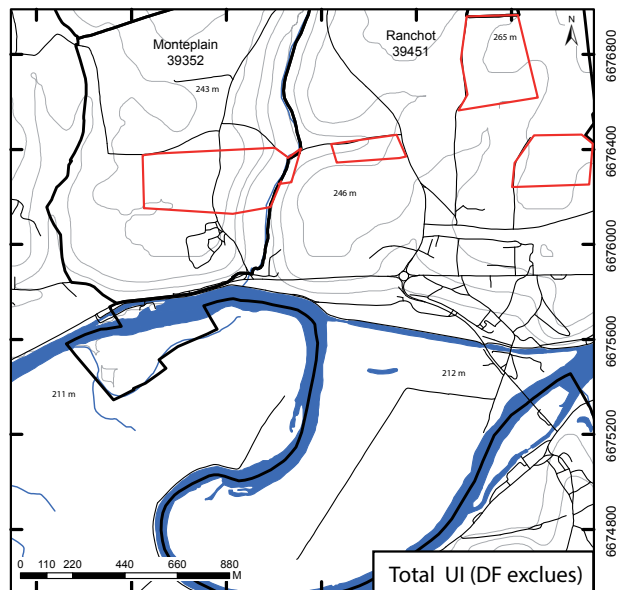 Monteplain
39352
Ranchot
39451
N
265 m
243 m
246 m
211 m
212 m
6676800
6676400
6676000
6675600
6675200
6674800
0 110 220 440 660 880
M
Total UI (DF exclues)